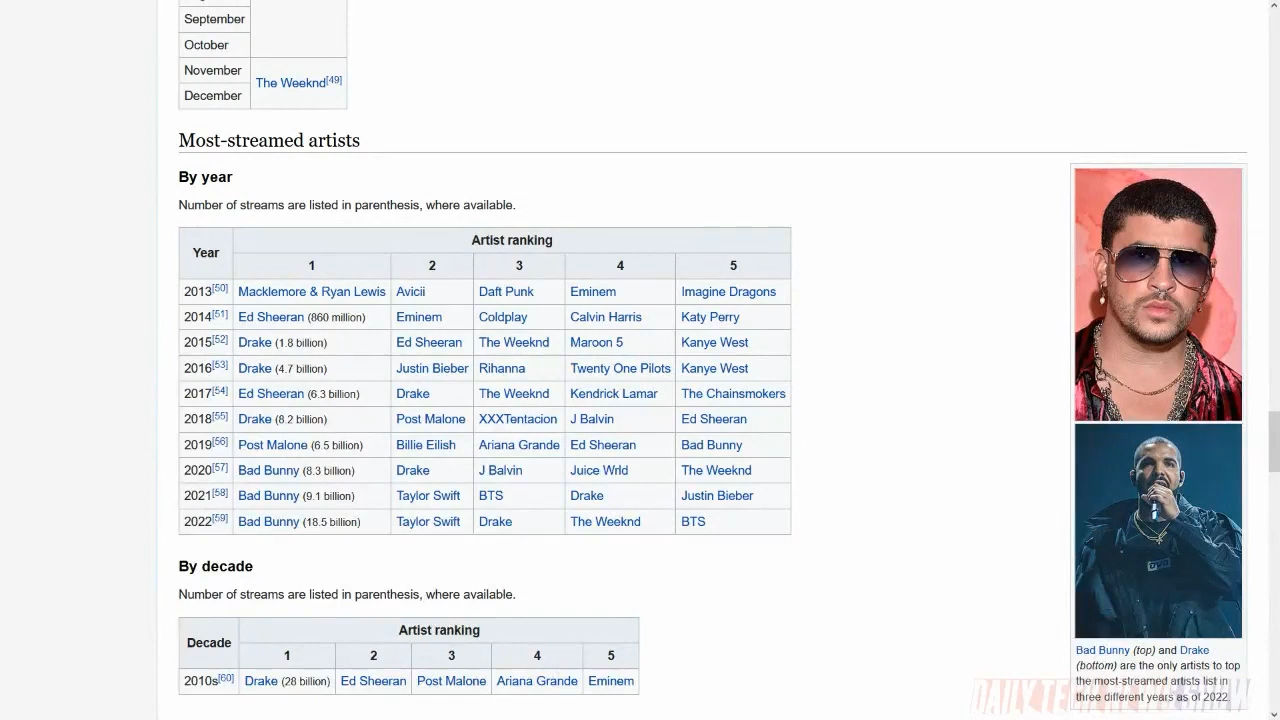 September
October
November
The Weeknd[49]
December
Most-streamed artists
By year
Number of streams are listed in parenthesis, where available.
Year
Artist ranking
1 2 3 4 5
2013[50] Macklemore & Ryan Lewis Avicii Daft Punk Eminem Imagine Dragons
2014[51] Ed Sheeran (860 million) Eminem Coldplay Calvin Harris Katy Perry
2015[52] Drake (1.8 billion) Ed Sheeran The Weeknd Maroon 5 Kanye West
2016[53] Drake (4.7 billion) Justin Bieber Rihanna Twenty One Pilots Kanye West
2017[54] Ed Sheeran (6.3 billion) Drake The Weeknd Kendrick Lamar The Chainsmokers
2018[55] Drake (8.2 billion) Post Malone XXXTentacion J Balvin Ed Sheeran
2019[56] Post Malone (6.5 billion) Billie Eilish Ariana Grande Ed Sheeran Bad Bunny
2020[57] Bad Bunny (8.3 billion) Drake J Balvin Juice Wrld The Weeknd
2021[58] Bad Bunny (9.1 billion) Taylor Swift BTS Drake Justin Bieber
2022[59] Bad Bunny (18.5 billion) Taylor Swift Drake The Weeknd BTS
By decade
Number of streams are listed in parenthesis, where available.
Decade
Artist ranking
1 2 3 4 5
2010s[60] Drake (28 billion) Ed Sheeran Post Malone Ariana Grande Eminem
Bad Bunny (top) and Drake
(bottom) are the only artists to top
the most-streamed artists list in
three different years as of 2022.
DAILY TECH NEWS SHOW